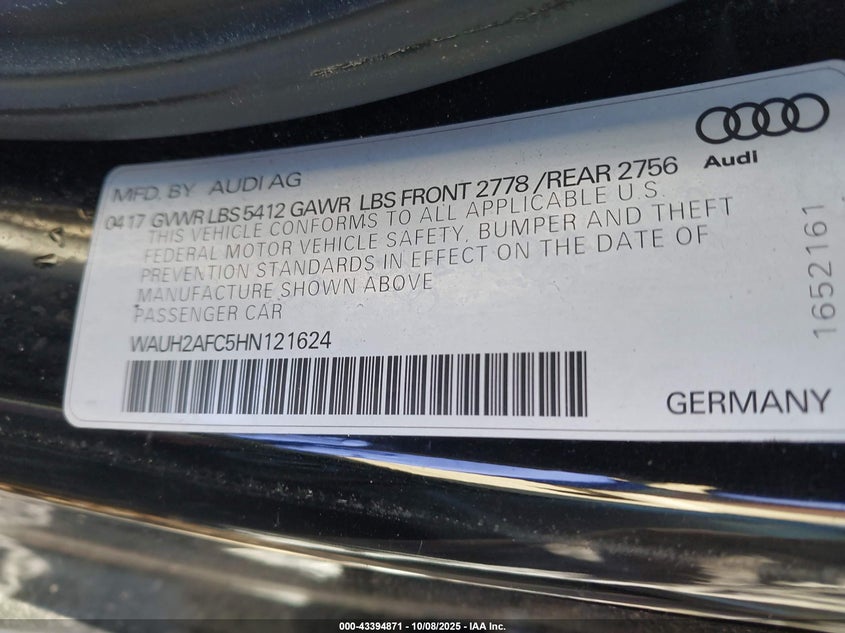 Audi
MFD. BY AUDI AG
0417 GVWR LBS 5412 GAWR LBS FRONT 2778 /REAR 2756
THIS VEHICLE CONFORMS TO ALL APPLICABLE U.S.
FEDERAL MOTOR VEHICLE SAFETY, BUMPER AND THEFT
PREVENTION STANDARDS IN EFFECT ON THE DATE OF
MANUFACTURE SHOWN ABOVE
PASSENGER CAR
WAUH2AFC5HN121624
GERMANY
1652161
000-43394871 - 10/08/2025 - IAA Inc.